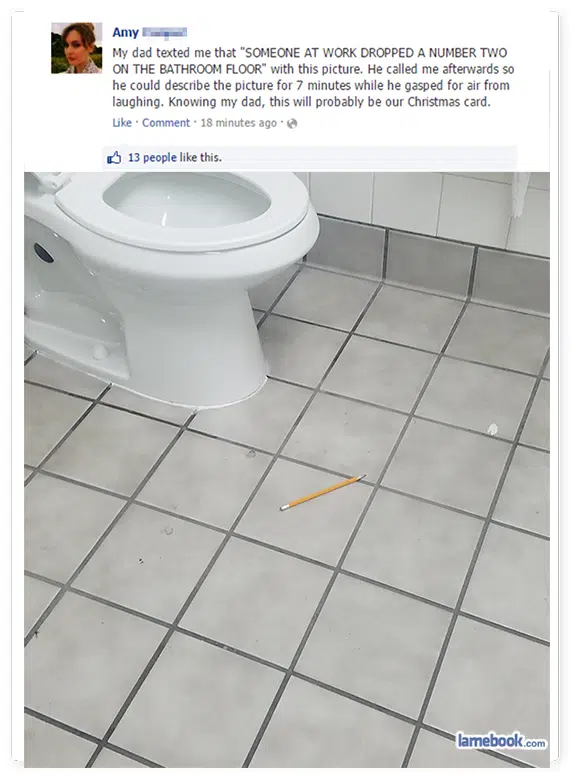 Amy
My dad texted me that "SOMEONE AT WORK DROPPED A NUMBER TWO
ON THE BATHROOM FLOOR" with this picture. He called me afterwards so
he could describe the picture for 7 minutes while he gasped for air from
laughing. Knowing my dad, this will probably be our Christmas card.
Like · Comment · 18 minutes ago ·
13 people like this.
lamebook.com